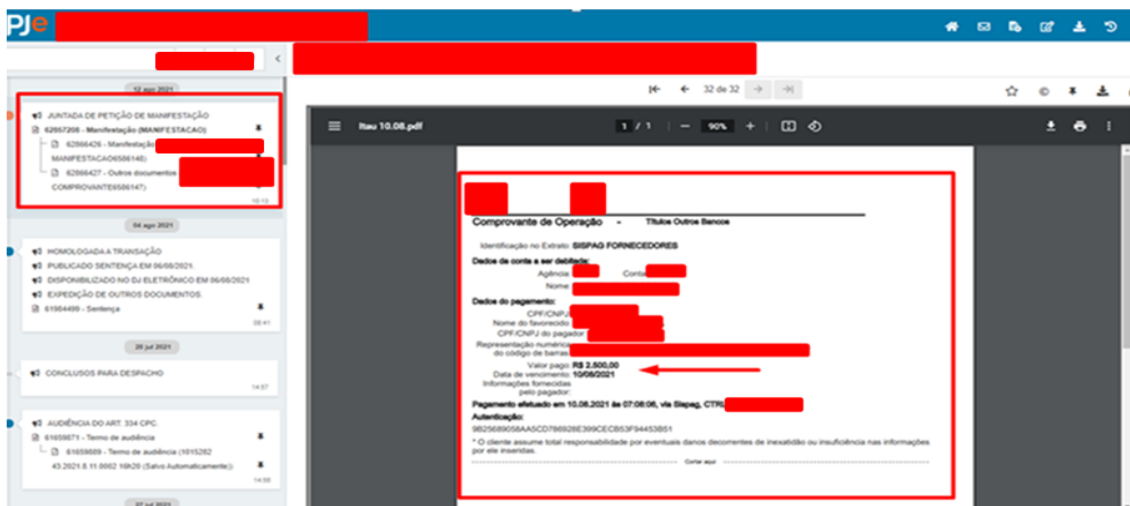 PJe
12 ago 2021
JUNTADA DE PETIÇÃO DE MANIFESTAÇÃO
62857208 - Manifestação (MANIFESTACAO)
62866426 - Manifestação
MANIFESTACAO6586148)
62866427 - Outros documentos
COMPROVANTE6586147)
10:13
04 ago 2021
HOMOLOGADA A TRANSAÇÃO
PUBLICADO SENTENÇA EM 06/08/2021.
DISPONIBILIZADO NO DJ ELETRÔNICO EM 06/08/2021
EXPEDIÇÃO DE OUTROS DOCUMENTOS.
61984499 - Sentença
08:41
CONCLUSOS PARA DESPACHO
14:57
AUDIÊNCIA DO ART. 334 CPC.
61659871 - Termo de audiência
61659889 - Termo de audiência (1015282
43.2021.8.11.0002 16h20 (Salvo Automaticamente))
14:55
27 jul 2021
32 de 32
Itau 10.08.pdf
1 / 1
90%
Comprovante de Operação - Títulos Outros Bancos
Identificação no Extrato: SISPAG FORNECEDORES
Dados da conta a ser debitada:
Agência:
Conta
Nome:
Dados do pagamento:
CPF/CNPJ
Nome do favorecido:
CPF/CNPJ do pagador
Representação numérica
do código de barras:
Valor pago: R$ 2.500,00
Data de vencimento: 10/08/2021
Informações fornecidas
pelo pagador:
Pagamento efetuado em 10.08.2021 às 07:08:06, via Sispag, CTRL
Autenticação:
* O cliente assume total responsabilidade por eventuais danos decorrentes de inexatidão ou insuficiência nas informações
por ele inseridas.
Cortar aqui